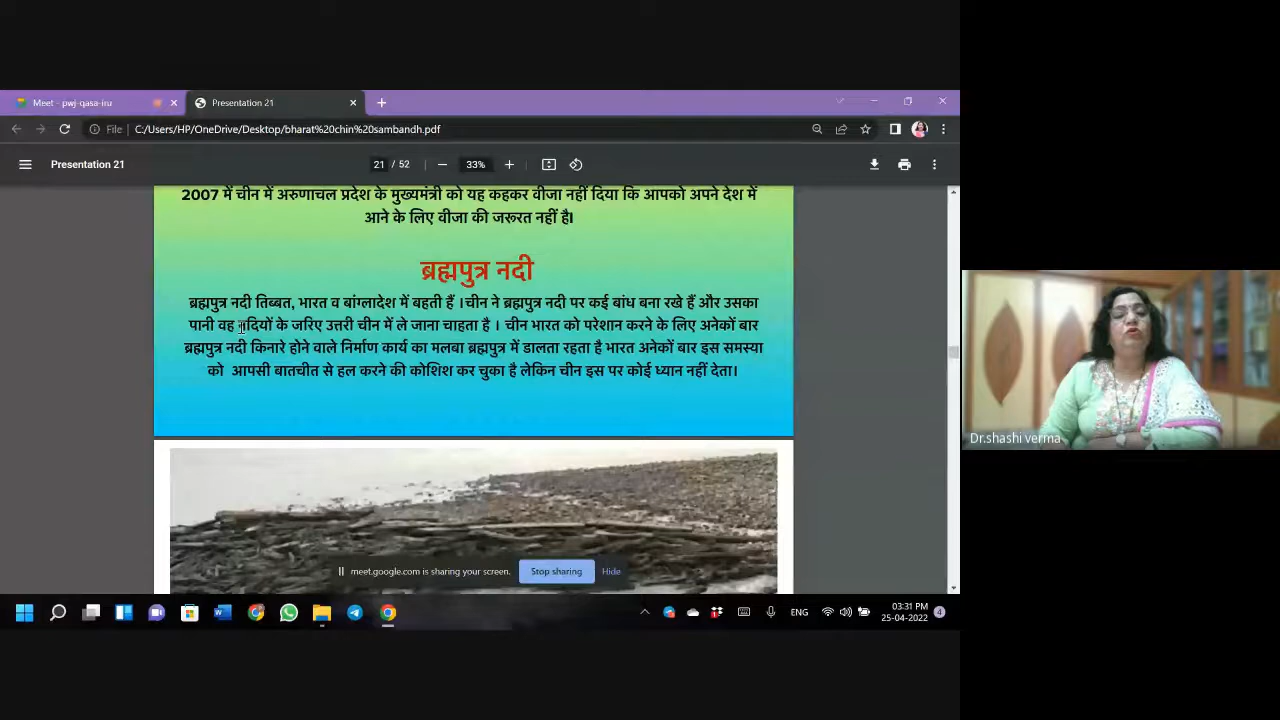 Meet - pwj-qasa-iru
Presentation 21
File
C:/Users/HP/OneDrive/Desktop/bharat%20chin%20sambandh.pdf
Presentation 21
21 / 52
33%
2007 में चीन में अरुणाचल प्रदेश के मुख्यमंत्री को यह कहकर वीजा नहीं दिया कि आपको अपने देश में
आने के लिए वीजा की जरूरत नहीं है।
ब्रह्मपुत्र नदी
ब्रह्मपुत्र नदी तिब्बत, भारत व बांग्लादेश में बहती हैं ।चीन ने ब्रह्मपुत्र नदी पर कई बांध बना रखे हैं और उसका
पानी वह नदियों के जरिए उत्तरी चीन में ले जाना चाहता है । चीन भारत को परेशान करने के लिए अनेकों बार
ब्रह्मपुत्र नदी किनारे होने वाले निर्माण कार्य का मलबा ब्रह्मपुत्र में डालता रहता है भारत अनेकों बार इस समस्या
को आपसी बातचीत से हल करने की कोशिश कर चुका है लेकिन चीन इस पर कोई ध्यान नहीं देता।
Dr.shashi verma
meet.google.com is sharing your screen.
Stop sharing
Hide
ENG
03:31 PM
25-04-2022
4